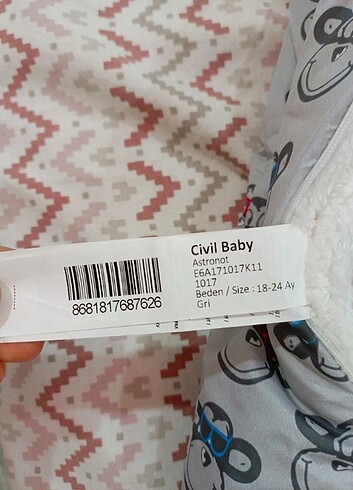 Civil Baby
Astronot
E6A171017K11
1017
Beden / Size : 18-24 Ay
Gri
8681817687626